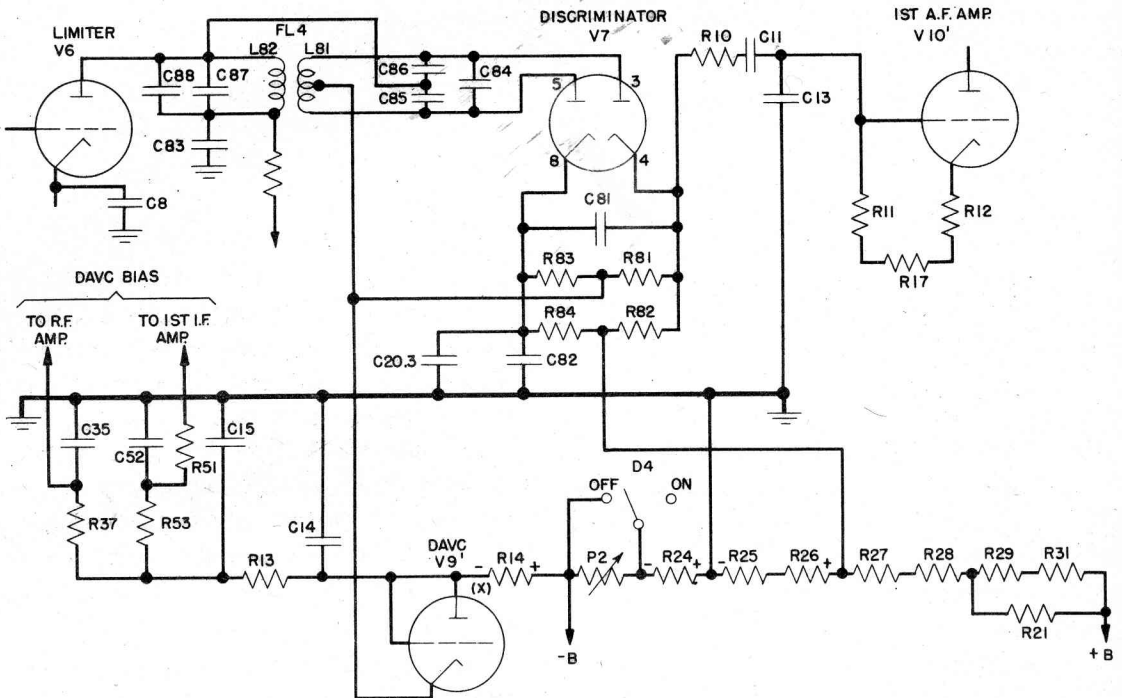 LIMITER
V6
FL4
DISCRIMINATOR
V7
1ST A.F. AMP.
V10'
L82
L81
C88
C87
C86
C85
C84
C83
C8
5
3
8
4
R10
C11
C13
R11
R12
R17
C81
R83
R81
R84
R82
C20.3
C82
DAVC BIAS
TO R.F.
AMP.
TO 1ST I.F.
AMP.
C35
C52
R51
C15
R37
R53
R13
C14
DAVC
V9'
-
(X)
R14
+
OFF
D4
ON
P2
-
R24
+
-
R25
R26
+
R27
R28
R29
R31
R21
-B
+B